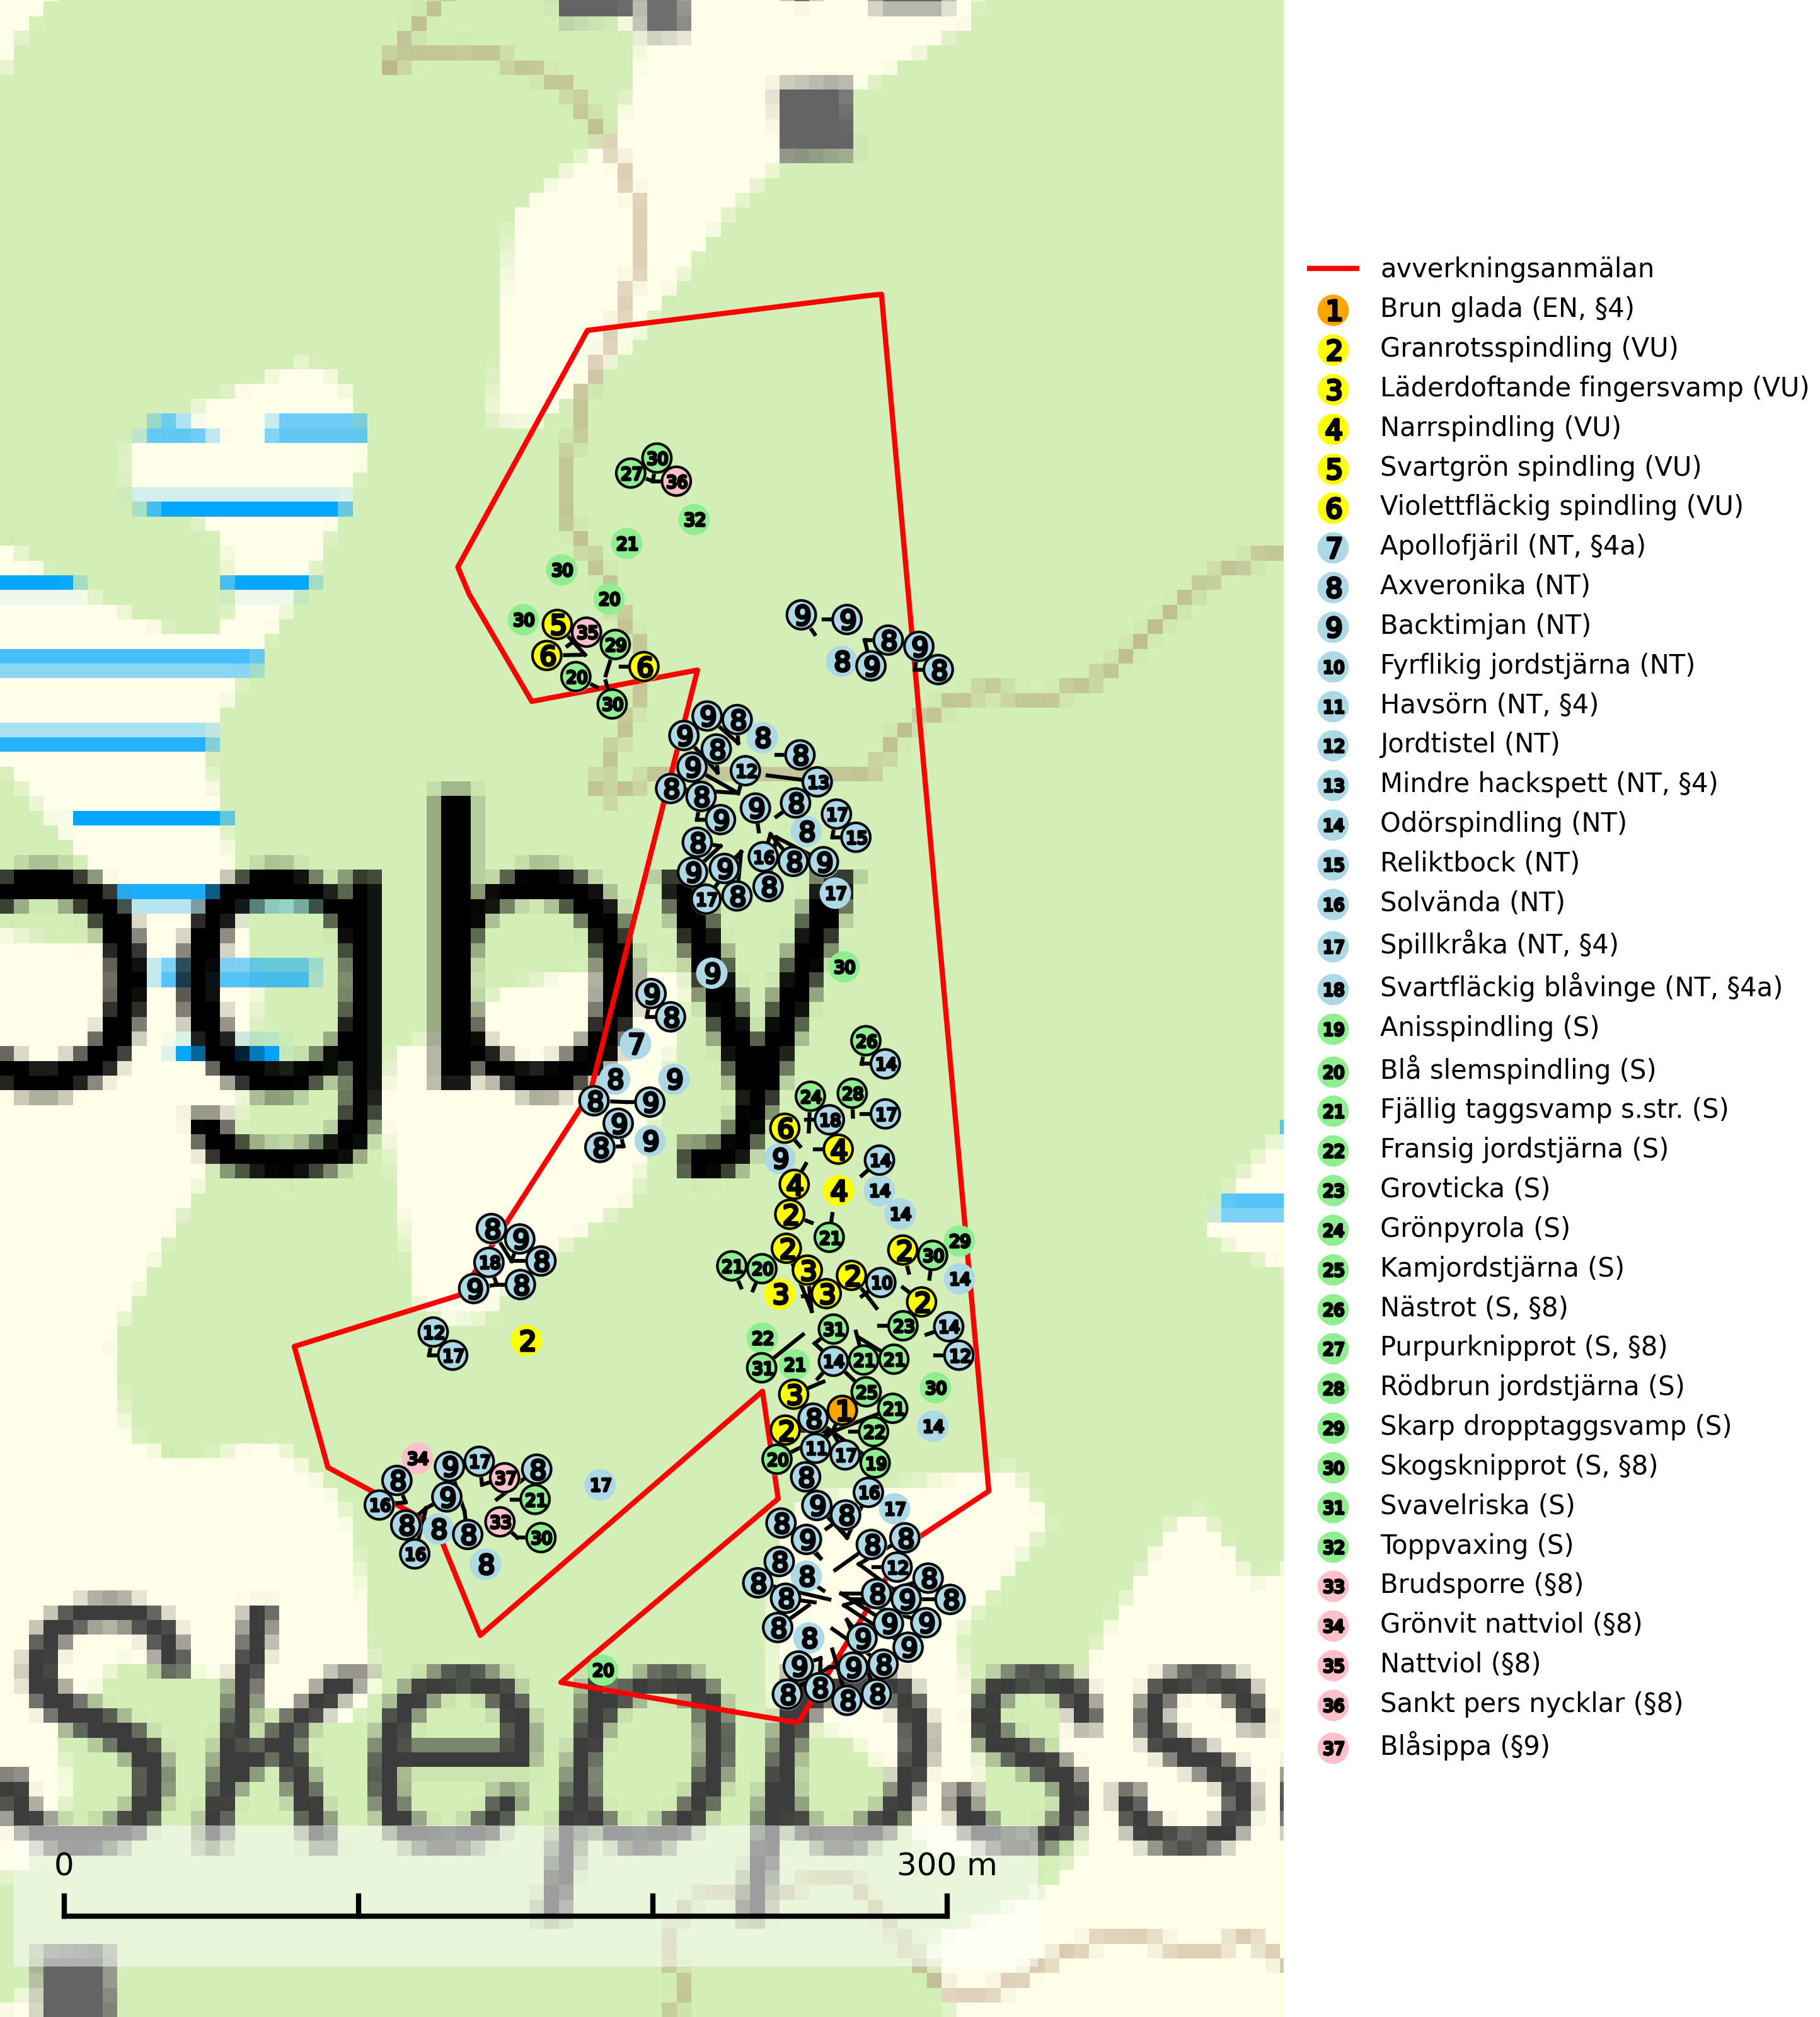 ogby
Skepps
0 300 m
avverkningsanmälan
1 Brun glada (EN, §4)
2 Granrotsspindling (VU)
3 Läderdoftande fingersvamp (VU)
4 Narrspindling (VU)
5 Svartgrön spindling (VU)
6 Violettfläckig spindling (VU)
7 Apollofjäril (NT, §4a)
8 Axveronika (NT)
9 Backtimjan (NT)
10 Fyrflikig jordstjärna (NT)
11 Havsörn (NT, §4)
12 Jordtistel (NT)
13 Mindre hackspett (NT, §4)
14 Odörspindling (NT)
15 Reliktbock (NT)
16 Solvända (NT)
17 Spillkråka (NT, §4)
18 Svartfläckig blåvinge (NT, §4a)
19 Anisspindling (S)
20 Blå slemspindling (S)
21 Fjällig taggsvamp s.str. (S)
22 Fransig jordstjärna (S)
23 Grovticka (S)
24 Grönpyrola (S)
25 Kamjordstjärna (S)
26 Nästrot (S, §8)
27 Purpurknipprot (S, §8)
28 Rödbrun jordstjärna (S)
29 Skarp dropptaggsvamp (S)
30 Skogsknipprot (S, §8)
31 Svavelriska (S)
32 Toppvaxing (S)
33 Brudsporre (§8)
34 Grönvit nattviol (§8)
35 Nattviol (§8)
36 Sankt pers nycklar (§8)
37 Blåsippa (§9)